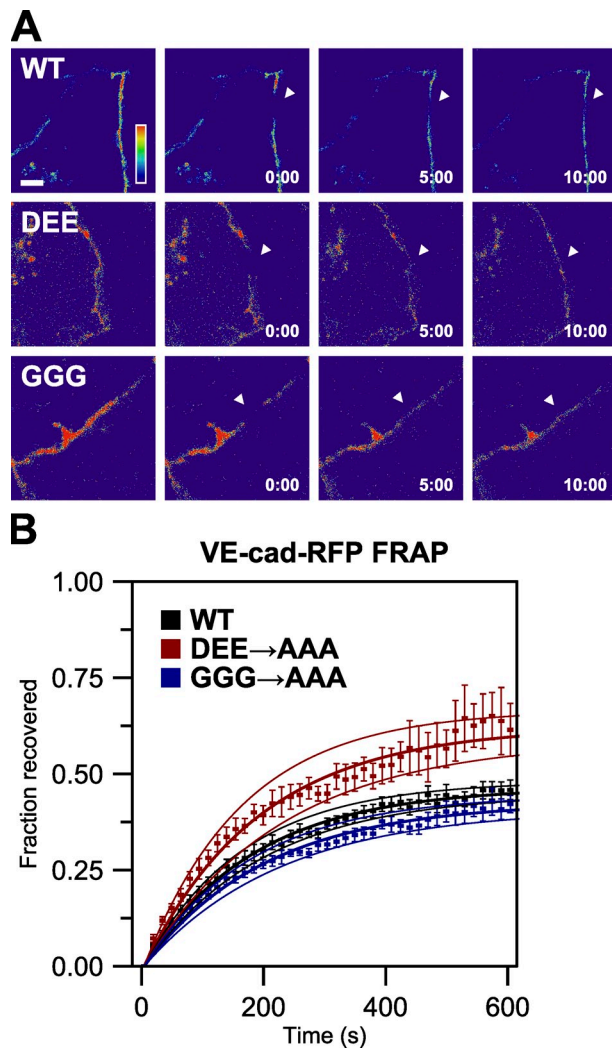 A
WT
0:00
5:00
10:00
DEE
0:00
5:00
10:00
GGG
0:00
5:00
10:00
B
VE-cad-RFP FRAP
1.00
0.75
0.50
0.25
0.00
Fraction recovered
WT
DEE→AAA
GGG→AAA
0
200
400
600
Time (s)